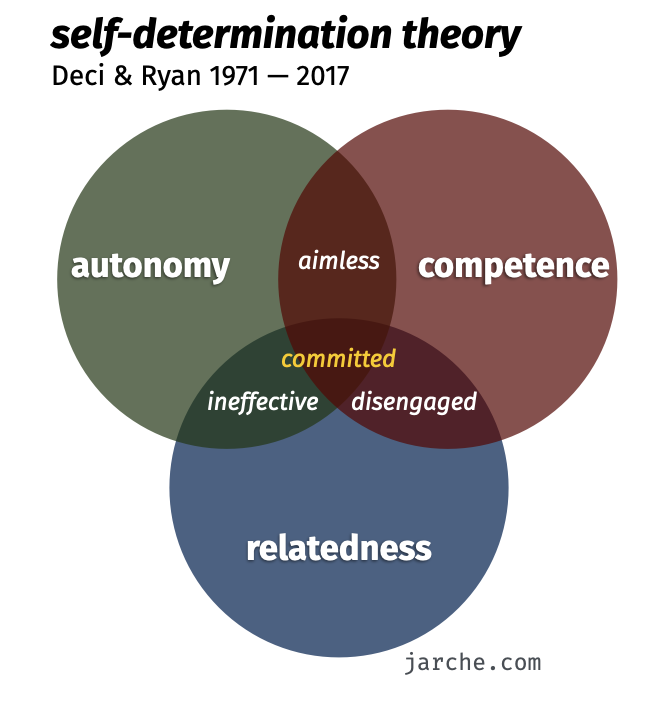 self-determination theory
Deci & Ryan 1971 — 2017
autonomy
aimless
competence
committed
ineffective
disengaged
relatedness
jarche.com